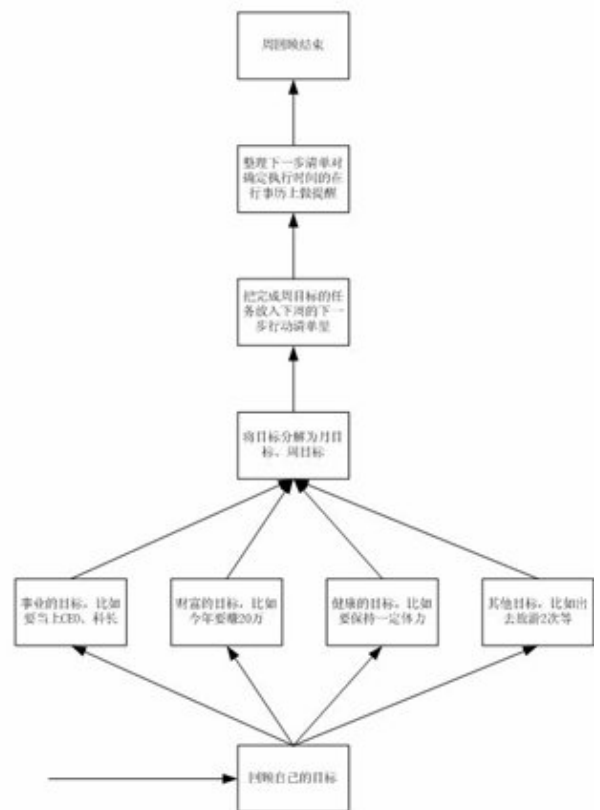 周回顾结束
整理下一步清单对
确定执行时间的在
行事历上做提醒
把完成周目标的任
务放入下周的下一
步行动清单里
将目标分解为月目
标、周目标
事业的目标，比如
要当上CEO、科长
财富的目标，比如
今年要赚20万
健康的目标，比如
要保持一定体力
其他目标，比如出
去旅游2次等
回顾自己的目标